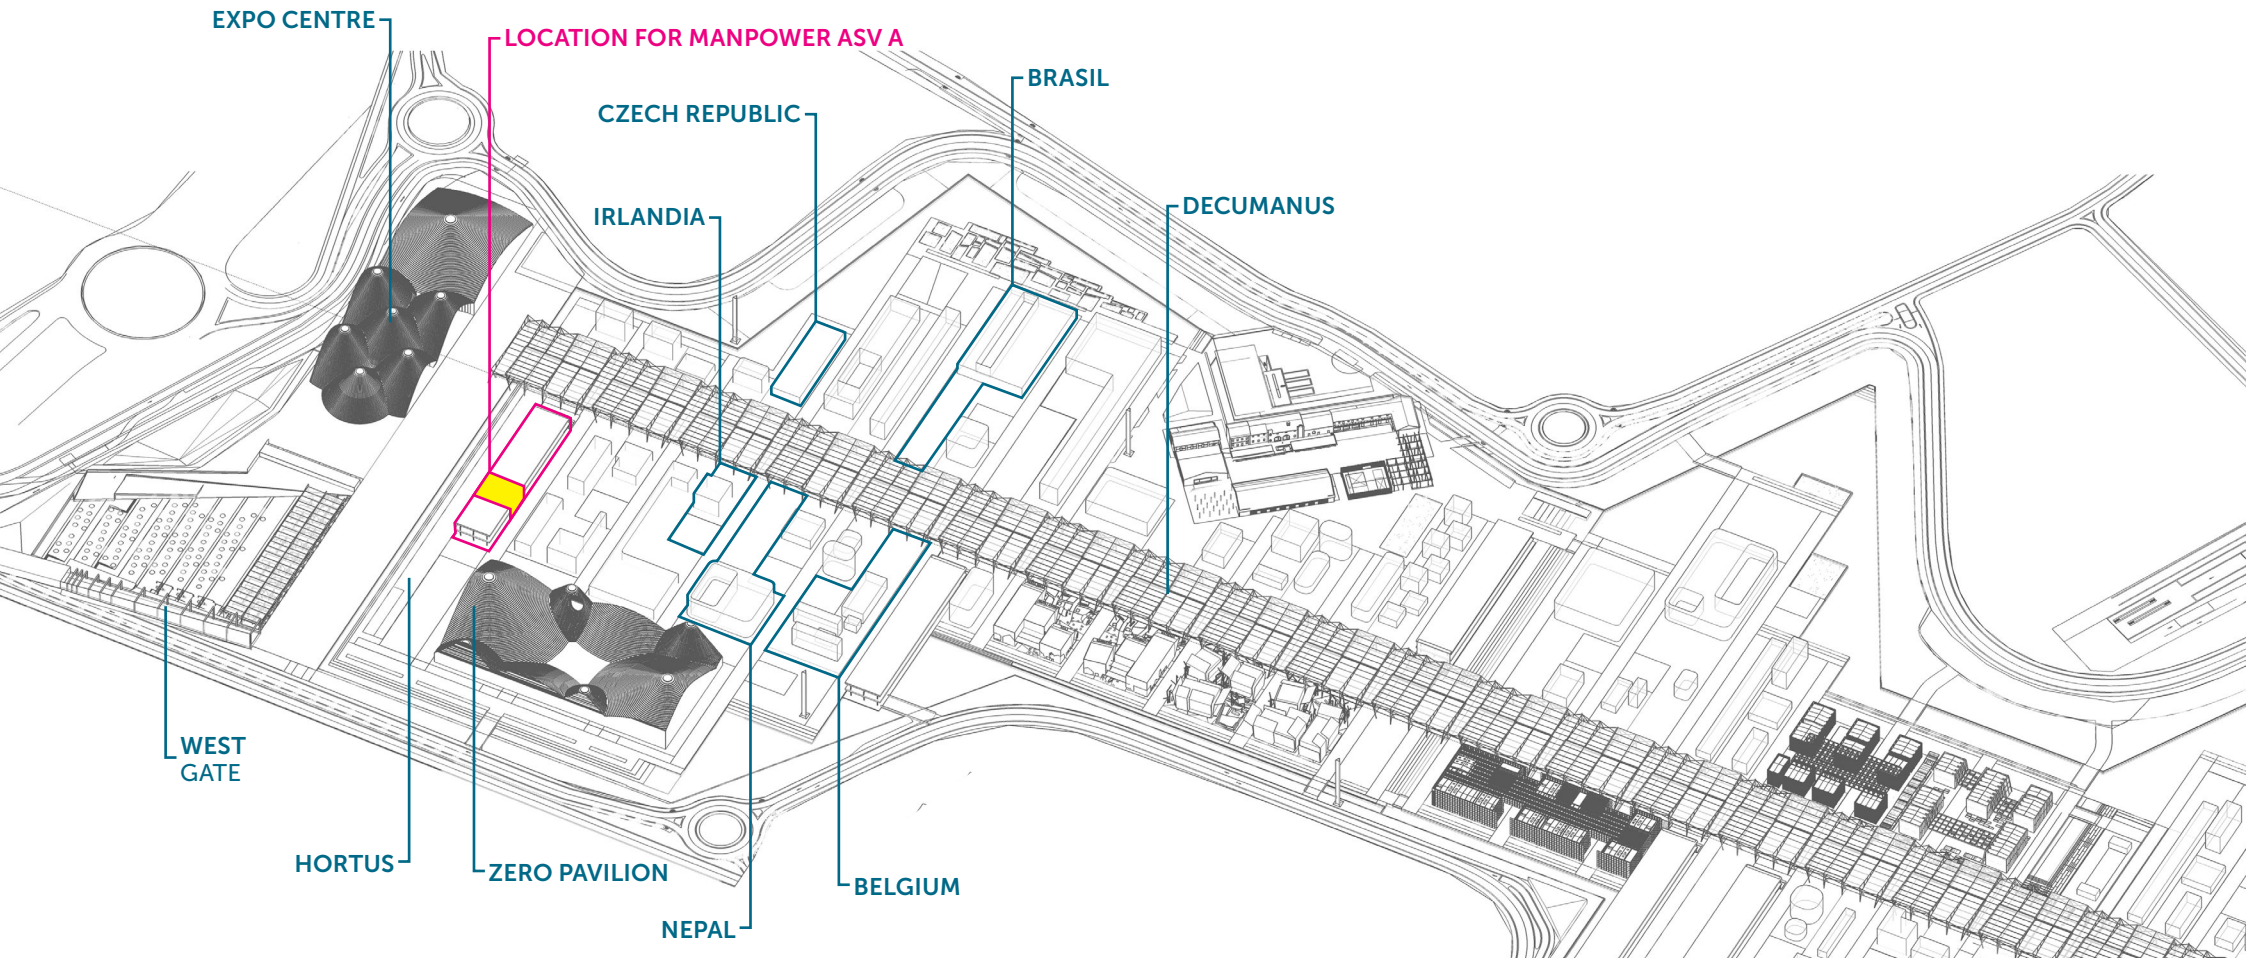 EXPO CENTRE
LOCATION FOR MANPOWER ASV A
BRASIL
CZECH REPUBLIC
IRLANDIA
DECUMANUS
WEST
GATE
HORTUS
ZERO PAVILION
BELGIUM
NEPAL